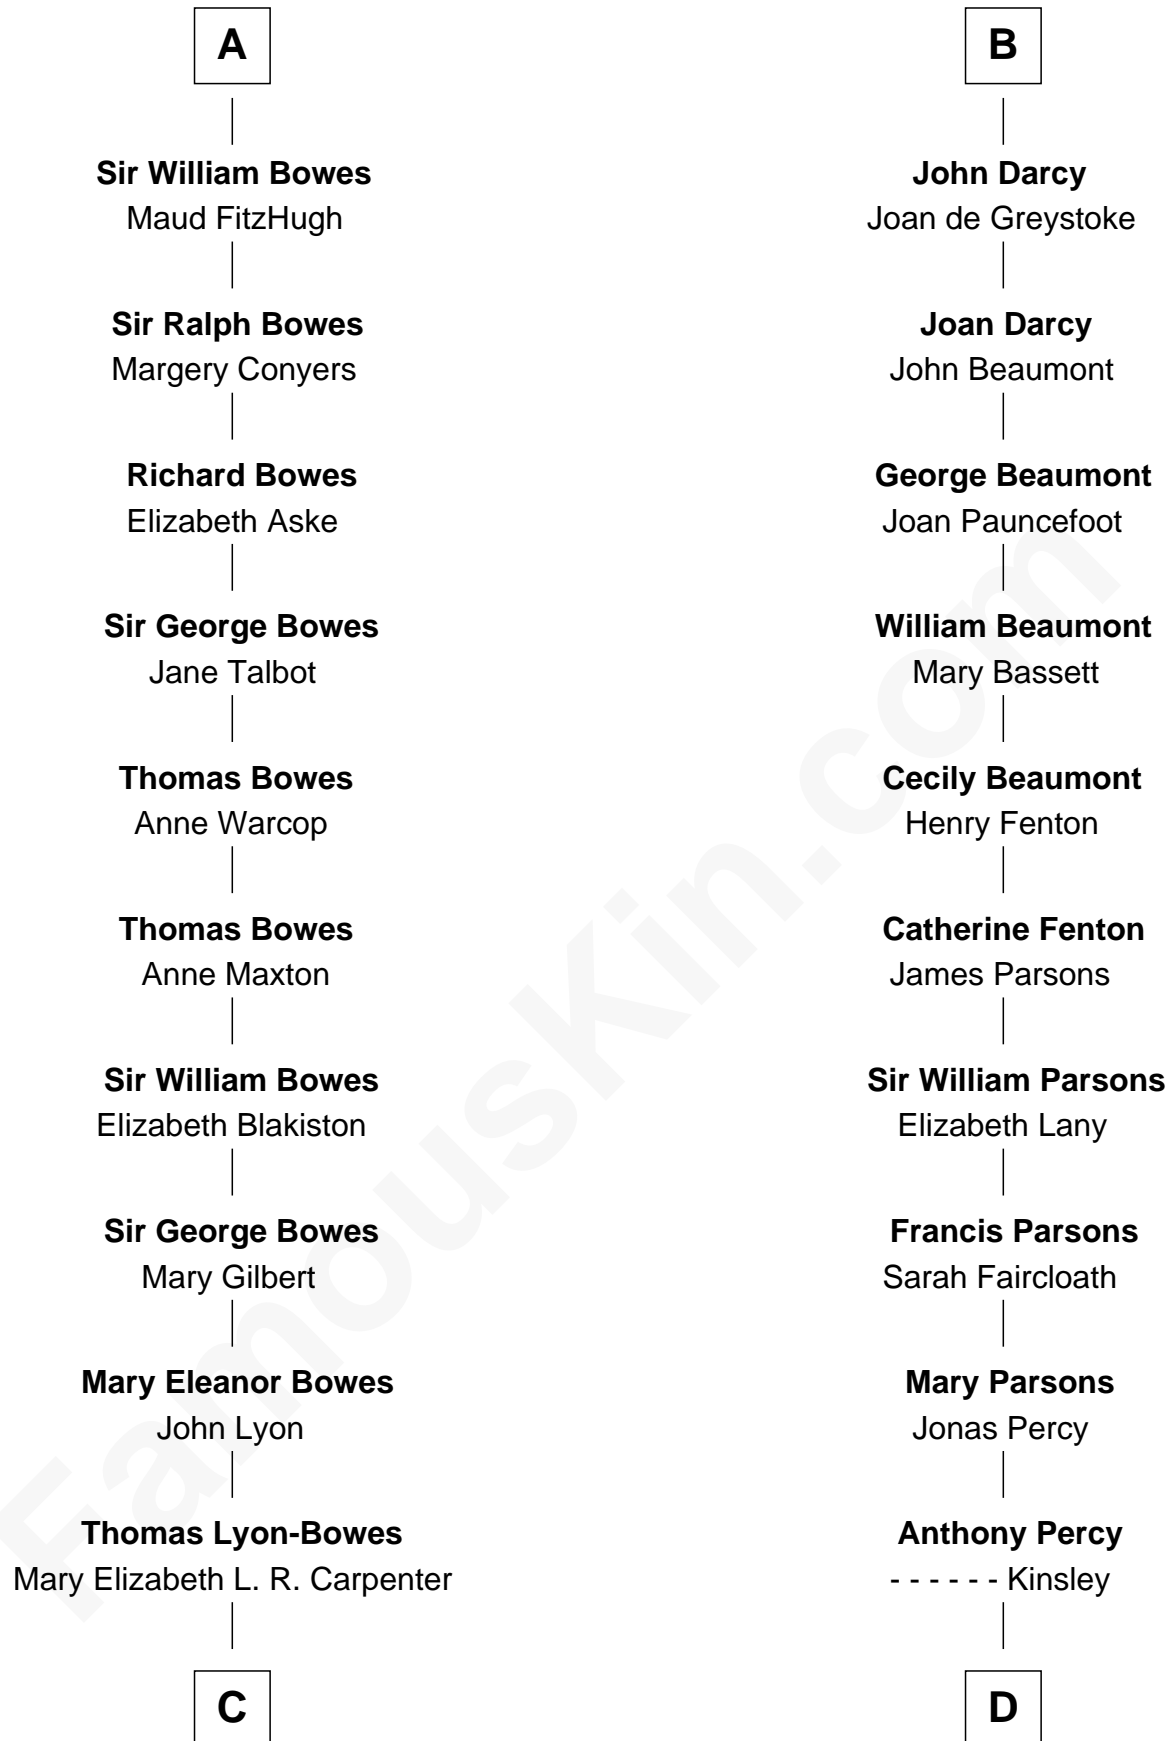 A
Sir William Bowes
Maud FitzHugh
Sir Ralph Bowes
Margery Conyers
Richard Bowes
Elizabeth Aske
Sir George Bowes
Jane Talbot
Thomas Bowes
Anne Warcop
Thomas Bowes
Anne Maxton
Sir William Bowes
Elizabeth Blakiston
Sir George Bowes
Mary Gilbert
Mary Eleanor Bowes
John Lyon
Thomas Lyon-Bowes
Mary Elizabeth L. R. Carpenter
C
B
John Darcy
Joan de Greystoke
Joan Darcy
John Beaumont
George Beaumont
Joan Pauncefoot
William Beaumont
Mary Bassett
Cecily Beaumont
Henry Fenton
Catherine Fenton
James Parsons
Sir William Parsons
Elizabeth Lany
Francis Parsons
Sarah Faircloath
Mary Parsons
Jonas Percy
Anthony Percy
- - - - - - Kinsley
D
FamousKin.com